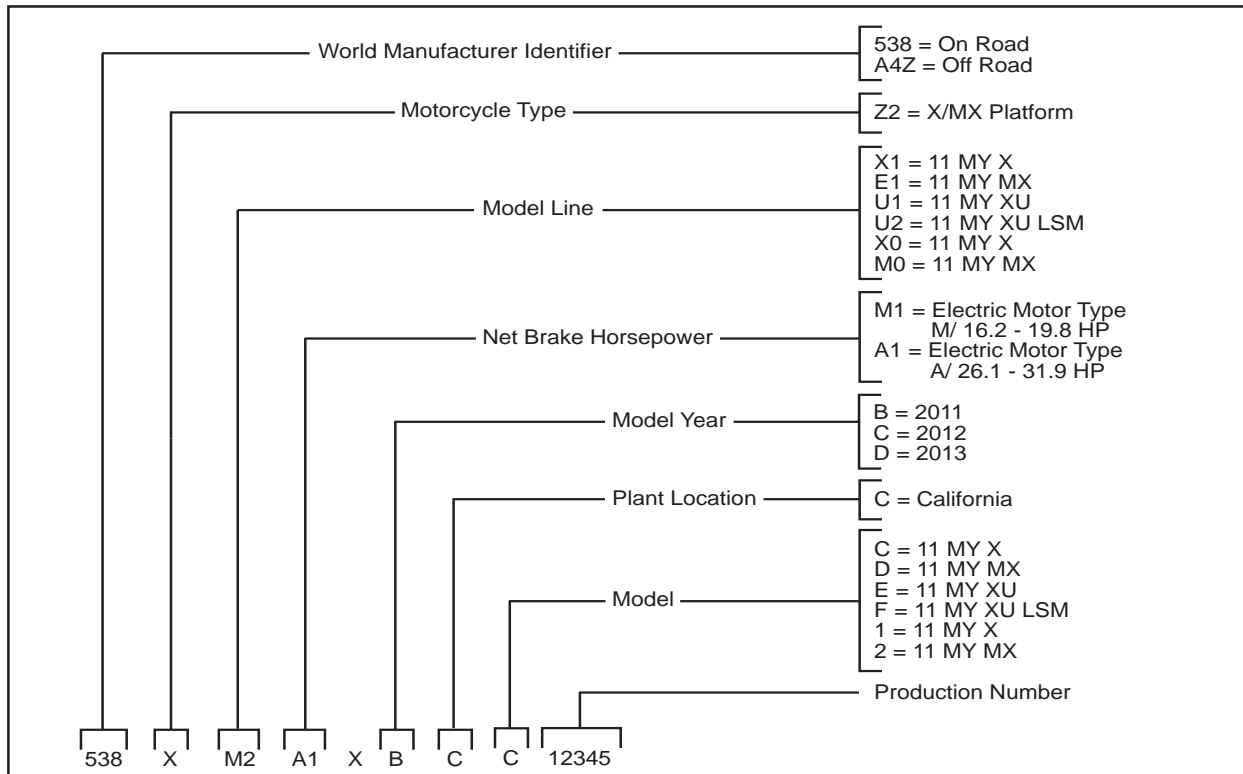 World Manufacturer Identifier
538 = On Road
A4Z = Off Road
Motorcycle Type
Z2 = X/MX Platform
Model Line
X1 = 11 MY X
E1 = 11 MY MX
U1 = 11 MY XU
U2 = 11 MY XU LSM
X0 = 11 MY X
M0 = 11 MY MX
Net Brake Horsepower
M1 = Electric Motor Type
M/ 16.2 - 19.8 HP
A1 = Electric Motor Type
A/ 26.1 - 31.9 HP
Model Year
B = 2011
C = 2012
D = 2013
Plant Location
C = California
Model
C = 11 MY X
D = 11 MY MX
E = 11 MY XU
F = 11 MY XU LSM
1 = 11 MY X
2 = 11 MY MX
Production Number
538 X M2 A1 X B C C 12345